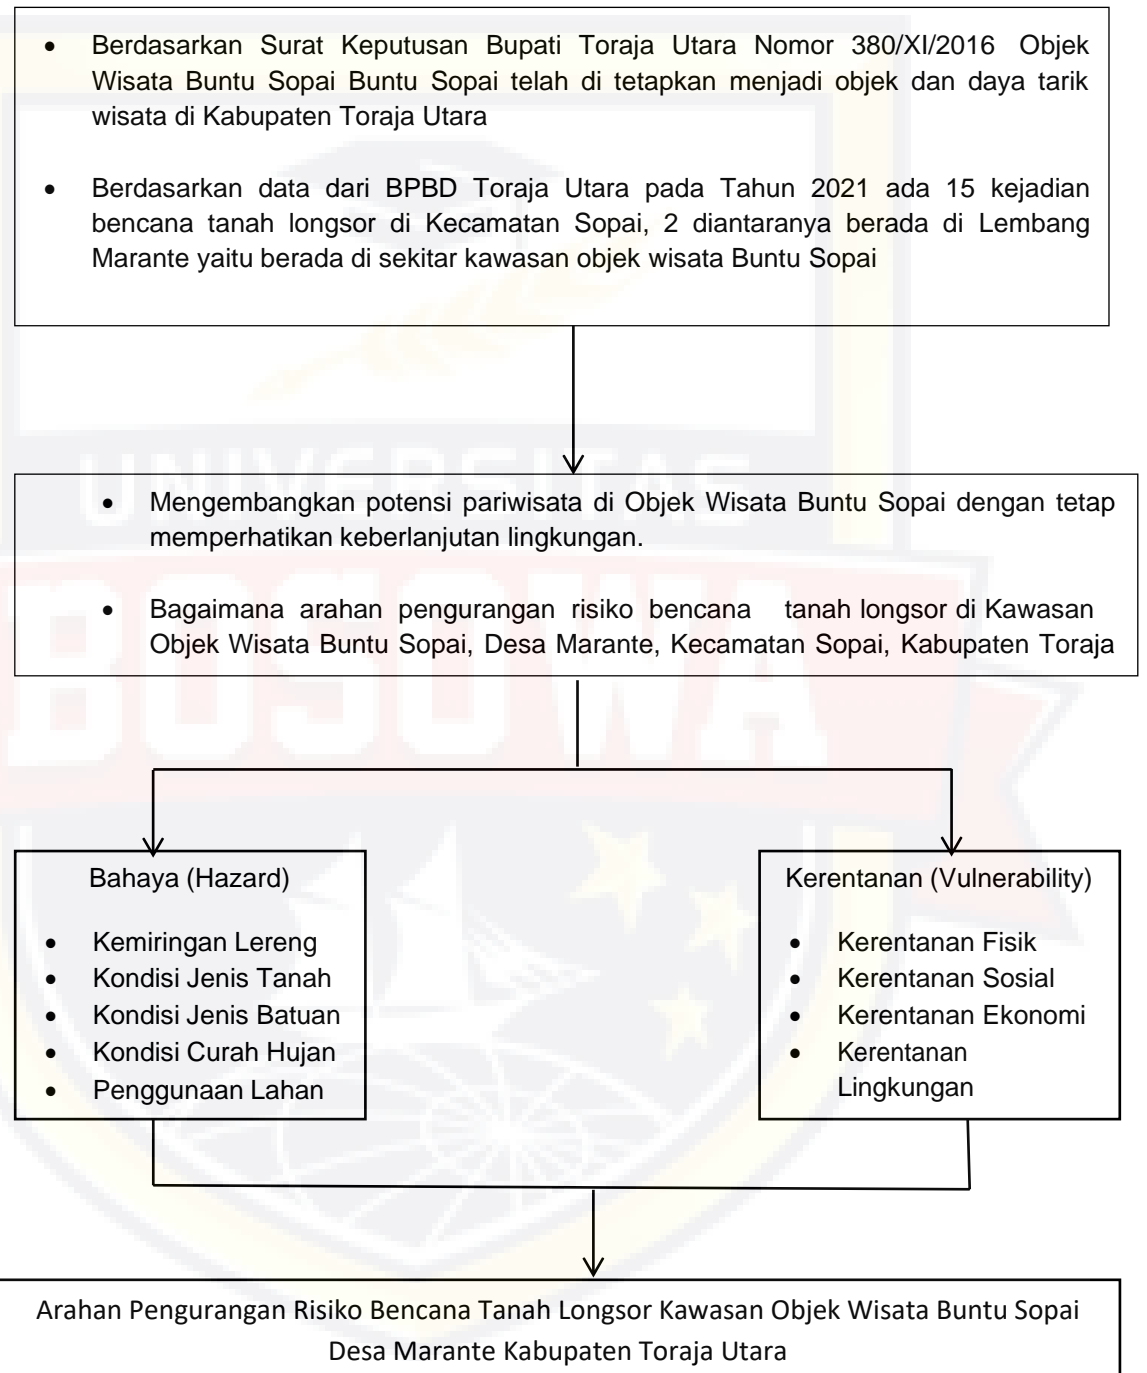 • Berdasarkan Surat Keputusan Bupati Toraja Utara Nomor 380/XI/2016 Objek
Wisata Buntu Sopai Buntu Sopai telah di tetapkan menjadi objek dan daya tarik
wisata di Kabupaten Toraja Utara
• Berdasarkan data dari BPBD Toraja Utara pada Tahun 2021 ada 15 kejadian
bencana tanah longsor di Kecamatan Sopai, 2 diantaranya berada di Lembang
Marante yaitu berada di sekitar kawasan objek wisata Buntu Sopai
UNIVERSITAS
• Mengembangkan potensi pariwisata di Objek Wisata Buntu Sopai dengan tetap
memperhatikan keberlanjutan lingkungan.
• Bagaimana arahan pengurangan risiko bencana tanah longsor di Kawasan
Objek Wisata Buntu Sopai, Desa Marante, Kecamatan Sopai, Kabupaten Toraja
BOSOWA
Bahaya (Hazard)
• Kemiringan Lereng
• Kondisi Jenis Tanah
• Kondisi Jenis Batuan
• Kondisi Curah Hujan
• Penggunaan Lahan
Kerentanan (Vulnerability)
• Kerentanan Fisik
• Kerentanan Sosial
• Kerentanan Ekonomi
• Kerentanan
Lingkungan
Arahan Pengurangan Risiko Bencana Tanah Longsor Kawasan Objek Wisata Buntu Sopai
Desa Marante Kabupaten Toraja Utara